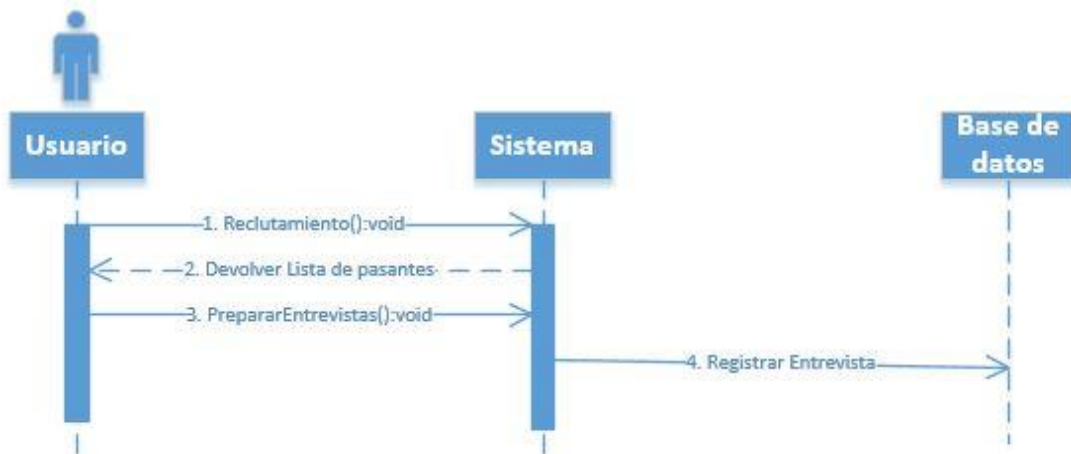 Usuario
Sistema
Base de
datos
1. Reclutamiento():void
2. Devolver Lista de pasantes
3. PrepararEntrevistas():void
4. Registrar Entrevista